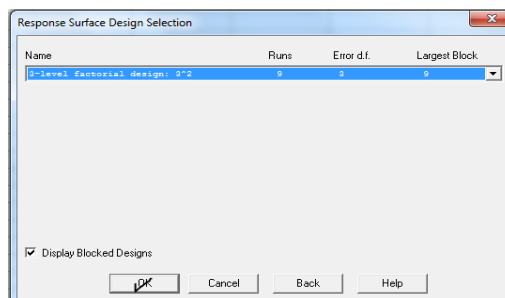 Response Surface Design Selection
Name Runs Error d.f. Largest Block
3-level factorial design: 3^2 9 3 9
Display Blocked Designs
OK Cancel Back Help